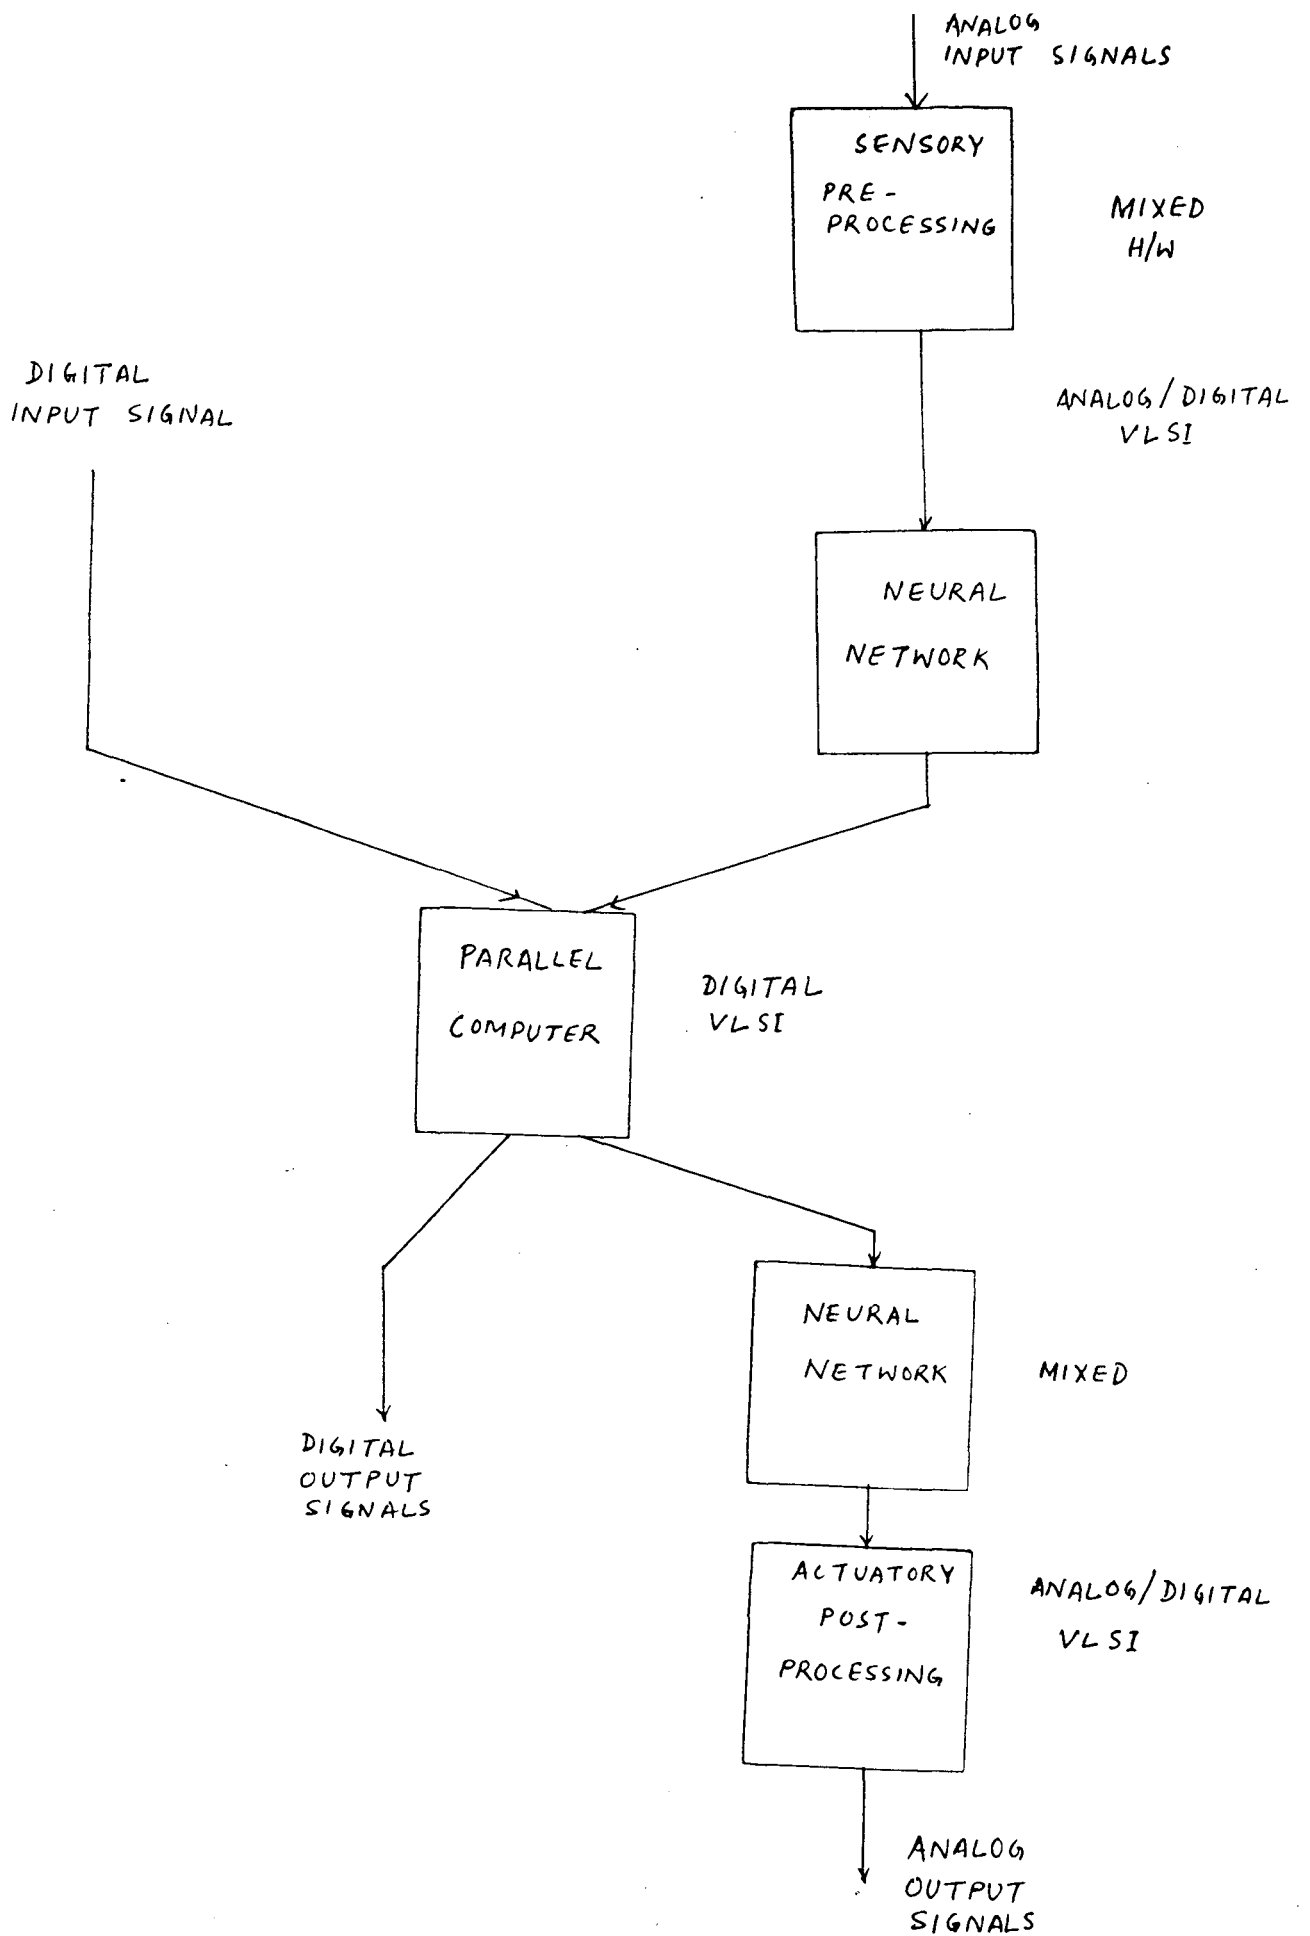 ANALOG
INPUT SIGNALS
SENSORY
PRE-
PROCESSING
MIXED
H/W
DIGITAL
INPUT SIGNAL
ANALOG/DIGITAL
VLSI
NEURAL
NETWORK
PARALLEL
COMPUTER
DIGITAL
VLSI
NEURAL
NETWORK
MIXED
DIGITAL
OUTPUT
SIGNALS
ACTUATORY
POST-
PROCESSING
ANALOG/DIGITAL
VLSI
ANALOG
OUTPUT
SIGNALS